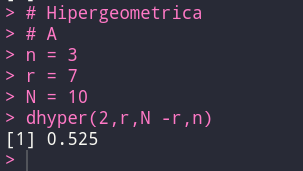 > # Hipergeometrica
> # A
> n = 3
> r = 7
> N = 10
> dhyper(2,r,N -r,n)
[1] 0.525
>